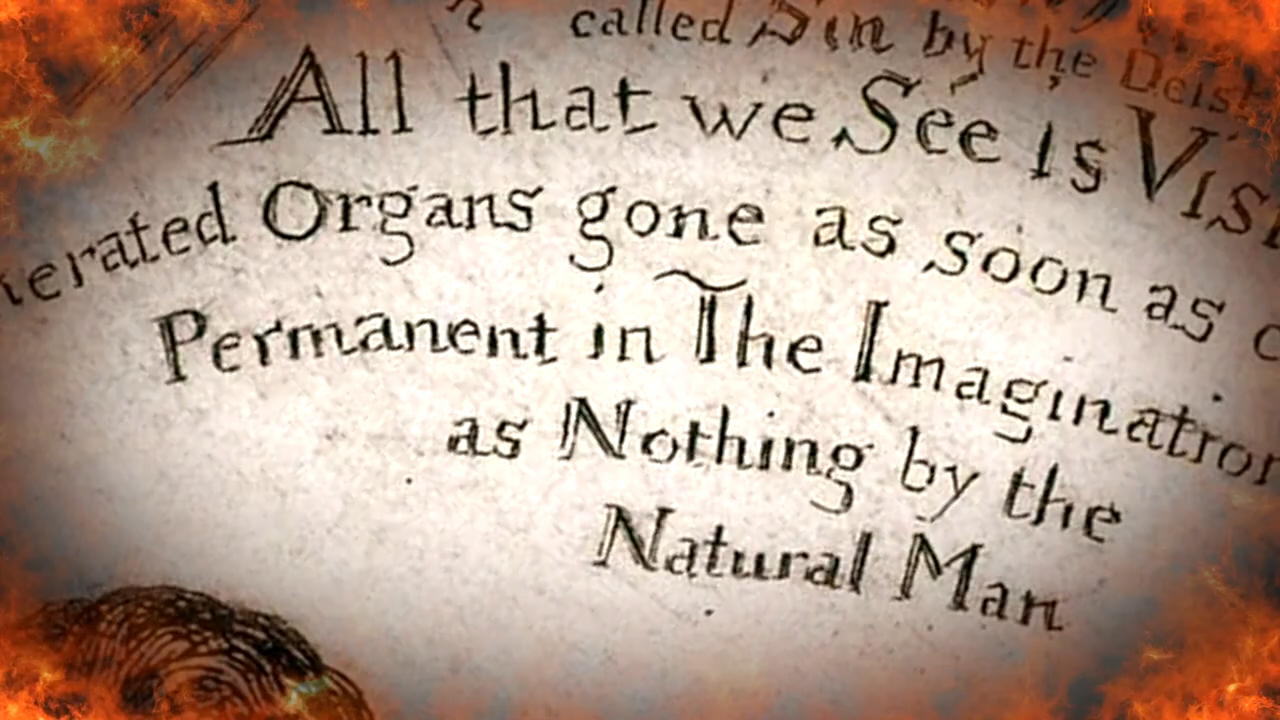 called Sin by the Deist
All that we See is Vis
erated Organs gone as soon as c
Permanent in The Imagination
as Nothing by the
Natural Man